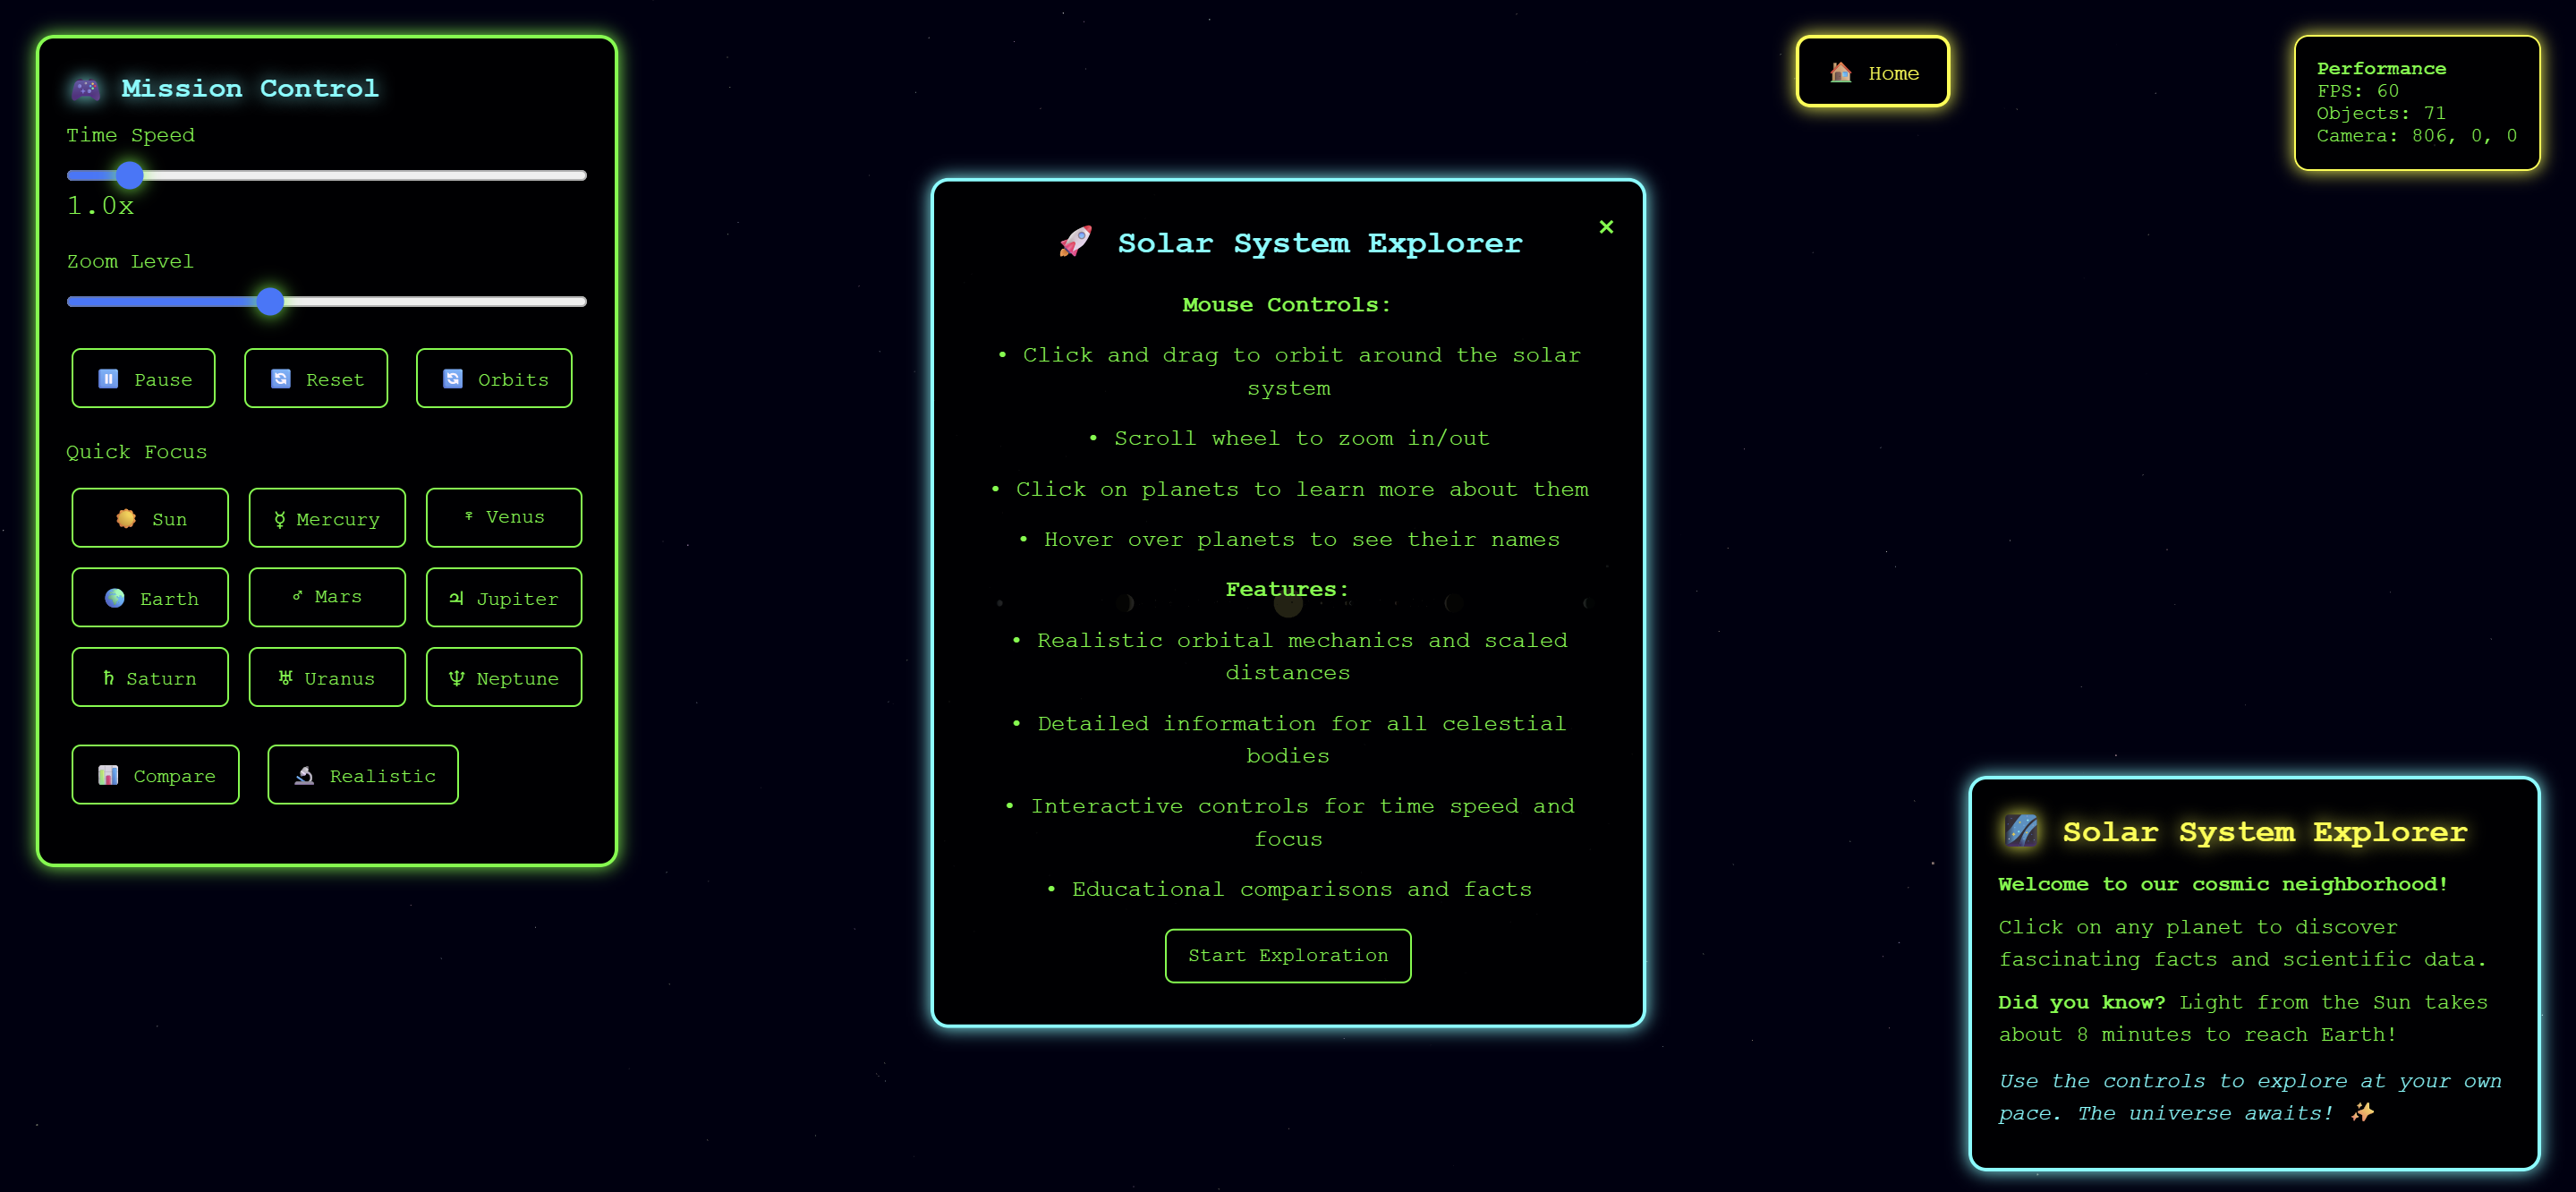 Mission Control
Time Speed
1.0x
Zoom Level
Pause
Reset
Orbits
Quick Focus
Sun
☿ Mercury
♀ Venus
Earth
♂ Mars
♃ Jupiter
♄ Saturn
♅ Uranus
♆ Neptune
Compare
Realistic
Solar System Explorer
×
Mouse Controls:
• Click and drag to orbit around the solar
system
• Scroll wheel to zoom in/out
• Click on planets to learn more about them
• Hover over planets to see their names
Features:
• Realistic orbital mechanics and scaled
distances
• Detailed information for all celestial
bodies
• Interactive controls for time speed and
focus
• Educational comparisons and facts
Start Exploration
Home
Performance
FPS: 60
Objects: 71
Camera: 806, 0, 0
Solar System Explorer
Welcome to our cosmic neighborhood!
Click on any planet to discover
fascinating facts and scientific data.
Did you know? Light from the Sun takes
about 8 minutes to reach Earth!
Use the controls to explore at your own
pace. The universe awaits! ✨